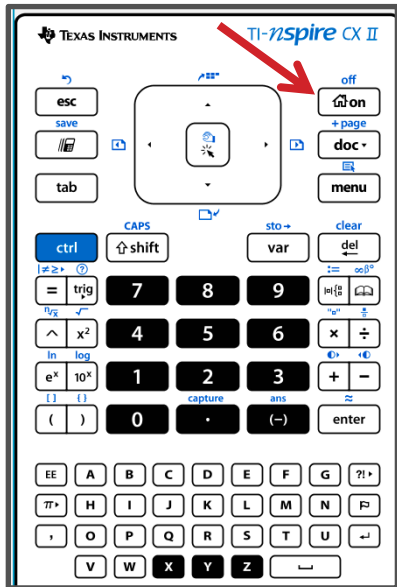 TEXAS INSTRUMENTS TI-nspire CX II
off
esc on
save + page
doc
tab menu
CAPS sto → clear
ctrl shift var del
|≠≥▸ ? := ∞β°
= trig 7 8 9
ⁿ√x √ "▫"
^ x² 4 5 6 × ÷
ln log
eˣ 10ˣ 1 2 3 + −
[ ] { } capture ans ≈
( ) 0 . (−) enter
EE A B C D E F G ?!▸
π▸ H I J K L M N
, O P Q R S T U ↵
V W X Y Z